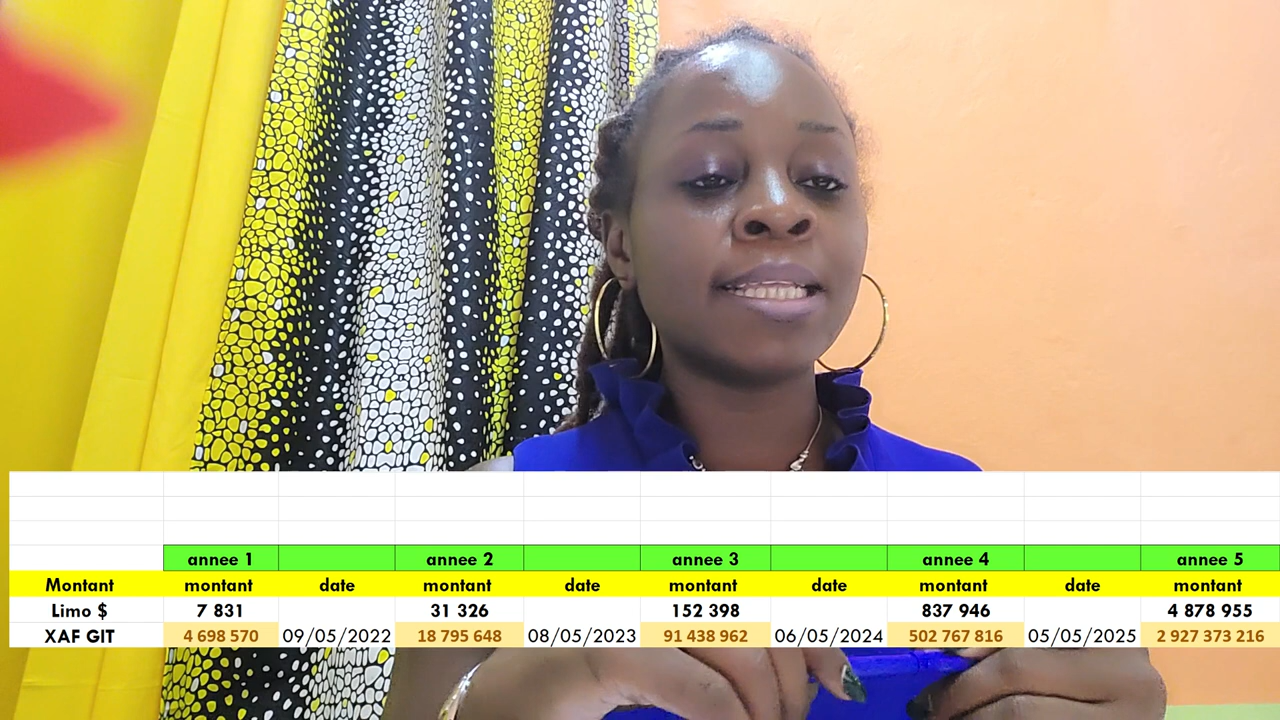 annee 1 annee 2 annee 3 annee 4 annee 5
Montant montant date montant date montant date montant date montant
Limo $ 7 831 31 326 152 398 837 946 4 878 955
XAF GIT 4 698 570 09/05/2022 18 795 648 08/05/2023 91 438 962 06/05/2024 502 767 816 05/05/2025 2 927 373 216